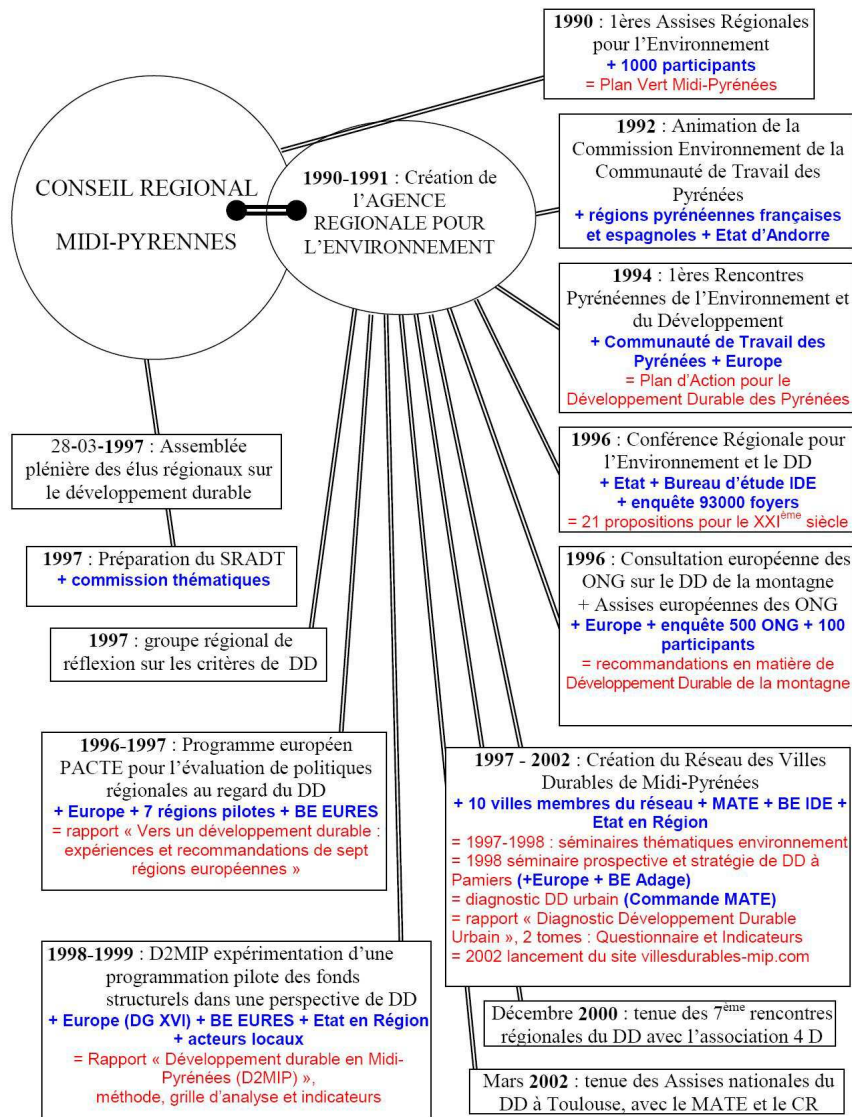 CONSEIL REGIONAL
MIDI-PYRENNES
1990-1991 : Création de
l’AGENCE
REGIONALE POUR
L’ENVIRONNEMENT
1990 : 1ères Assises Régionales
pour l’Environnement
+ 1000 participants
= Plan Vert Midi-Pyrénées
1992 : Animation de la
Commission Environnement de la
Communauté de Travail des
Pyrénées
+ régions pyrénéennes françaises
et espagnoles + Etat d’Andorre
1994 : 1ères Rencontres
Pyrénéennes de l’Environnement et
du Développement
+ Communauté de Travail des
Pyrénées + Europe
= Plan d’Action pour le
Développement Durable des Pyrénées
1996 : Conférence Régionale pour
l’Environnement et le DD
+ Etat + Bureau d’étude IDE
+ enquête 93000 foyers
= 21 propositions pour le XXIème siècle
1996 : Consultation européenne des
ONG sur le DD de la montagne
+ Assises européennes des ONG
+ Europe + enquête 500 ONG + 100
participants
= recommandations en matière de
Développement Durable de la montagne
28-03-1997 : Assemblée
plénière des élus régionaux sur
le développement durable
1997 : Préparation du SRADT
+ commission thématiques
1997 : groupe régional de
réflexion sur les critères de DD
1996-1997 : Programme européen
PACTE pour l’évaluation de politiques
régionales au regard du DD
+ Europe + 7 régions pilotes + BE EURES
= rapport « Vers un développement durable :
expériences et recommandations de sept
régions européennes »
1998-1999 : D2MIP expérimentation d’une
programmation pilote des fonds
structurels dans une perspective de DD
+ Europe (DG XVI) + BE EURES + Etat en Région
+ acteurs locaux
= Rapport « Développement durable en Midi-
Pyrénées (D2MIP) »,
méthode, grille d’analyse et indicateurs
1997 - 2002 : Création du Réseau des Villes
Durables de Midi-Pyrénées
+ 10 villes membres du réseau + MATE + BE IDE +
Etat en Région
= 1997-1998 : séminaires thématiques environnement
= 1998 séminaire prospective et stratégie de DD à
Pamiers (+Europe + BE Adage)
= diagnostic DD urbain (Commande MATE)
= rapport « Diagnostic Développement Durable
Urbain », 2 tomes : Questionnaire et Indicateurs
= 2002 lancement du site villesdurables-mip.com
Décembre 2000 : tenue des 7ème rencontres
régionales du DD avec l’association 4 D
Mars 2002 : tenue des Assises nationales du
DD à Toulouse, avec le MATE et le CR